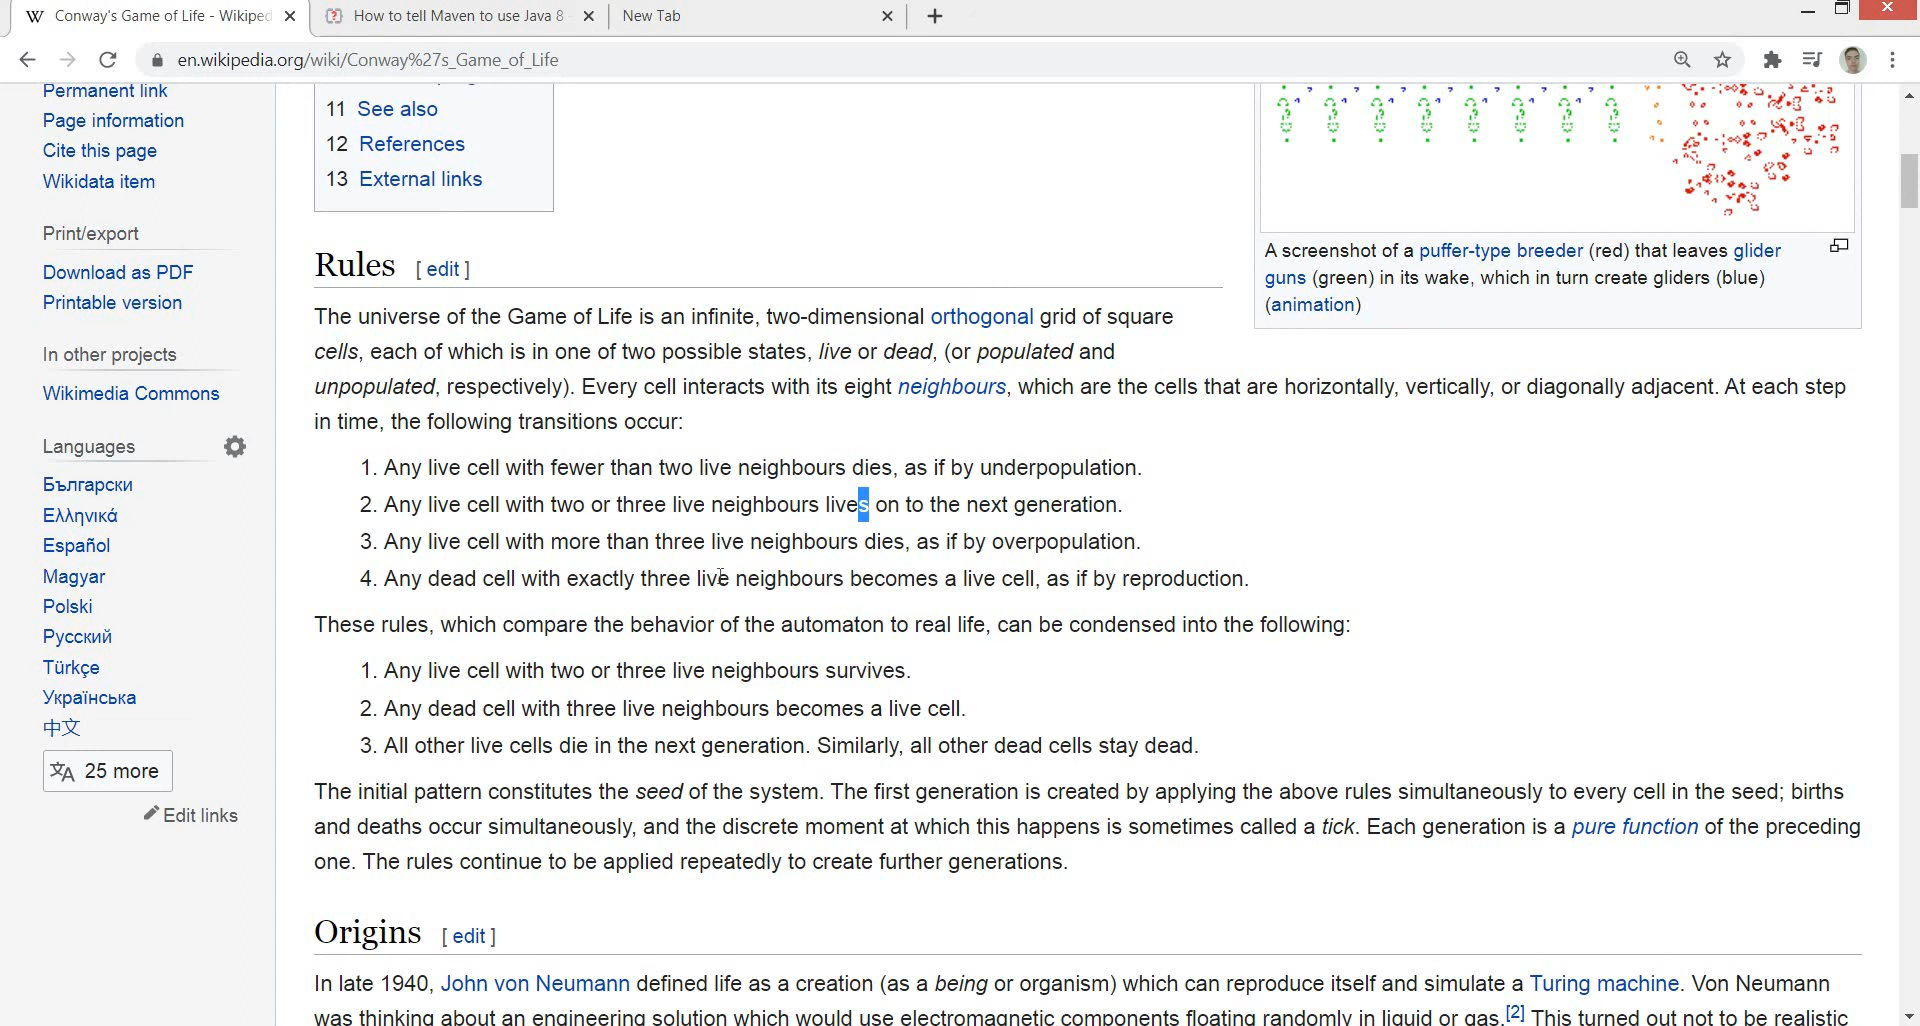 Conway's Game of Life - Wikiped
How to tell Maven to use Java 8
New Tab
en.wikipedia.org/wiki/Conway%27s_Game_of_Life
Permanent link
Page information
Cite this page
Wikidata item
Print/export
Download as PDF
Printable version
In other projects
Wikimedia Commons
Languages
Български
Ελληνικά
Español
Magyar
Polski
Русский
Türkçe
Українська
中文
25 more
Edit links
11 See also
12 References
13 External links
A screenshot of a puffer-type breeder (red) that leaves glider
guns (green) in its wake, which in turn create gliders (blue)
(animation)
Rules [ edit ]
The universe of the Game of Life is an infinite, two-dimensional orthogonal grid of square
cells, each of which is in one of two possible states, live or dead, (or populated and
unpopulated, respectively). Every cell interacts with its eight neighbours, which are the cells that are horizontally, vertically, or diagonally adjacent. At each step
in time, the following transitions occur:
1. Any live cell with fewer than two live neighbours dies, as if by underpopulation.
2. Any live cell with two or three live neighbours lives on to the next generation.
3. Any live cell with more than three live neighbours dies, as if by overpopulation.
4. Any dead cell with exactly three live neighbours becomes a live cell, as if by reproduction.
These rules, which compare the behavior of the automaton to real life, can be condensed into the following:
1. Any live cell with two or three live neighbours survives.
2. Any dead cell with three live neighbours becomes a live cell.
3. All other live cells die in the next generation. Similarly, all other dead cells stay dead.
The initial pattern constitutes the seed of the system. The first generation is created by applying the above rules simultaneously to every cell in the seed; births
and deaths occur simultaneously, and the discrete moment at which this happens is sometimes called a tick. Each generation is a pure function of the preceding
one. The rules continue to be applied repeatedly to create further generations.
Origins [ edit ]
In late 1940, John von Neumann defined life as a creation (as a being or organism) which can reproduce itself and simulate a Turing machine. Von Neumann
was thinking about an engineering solution which would use electromagnetic components floating randomly in liquid or gas.[2] This turned out not to be realistic